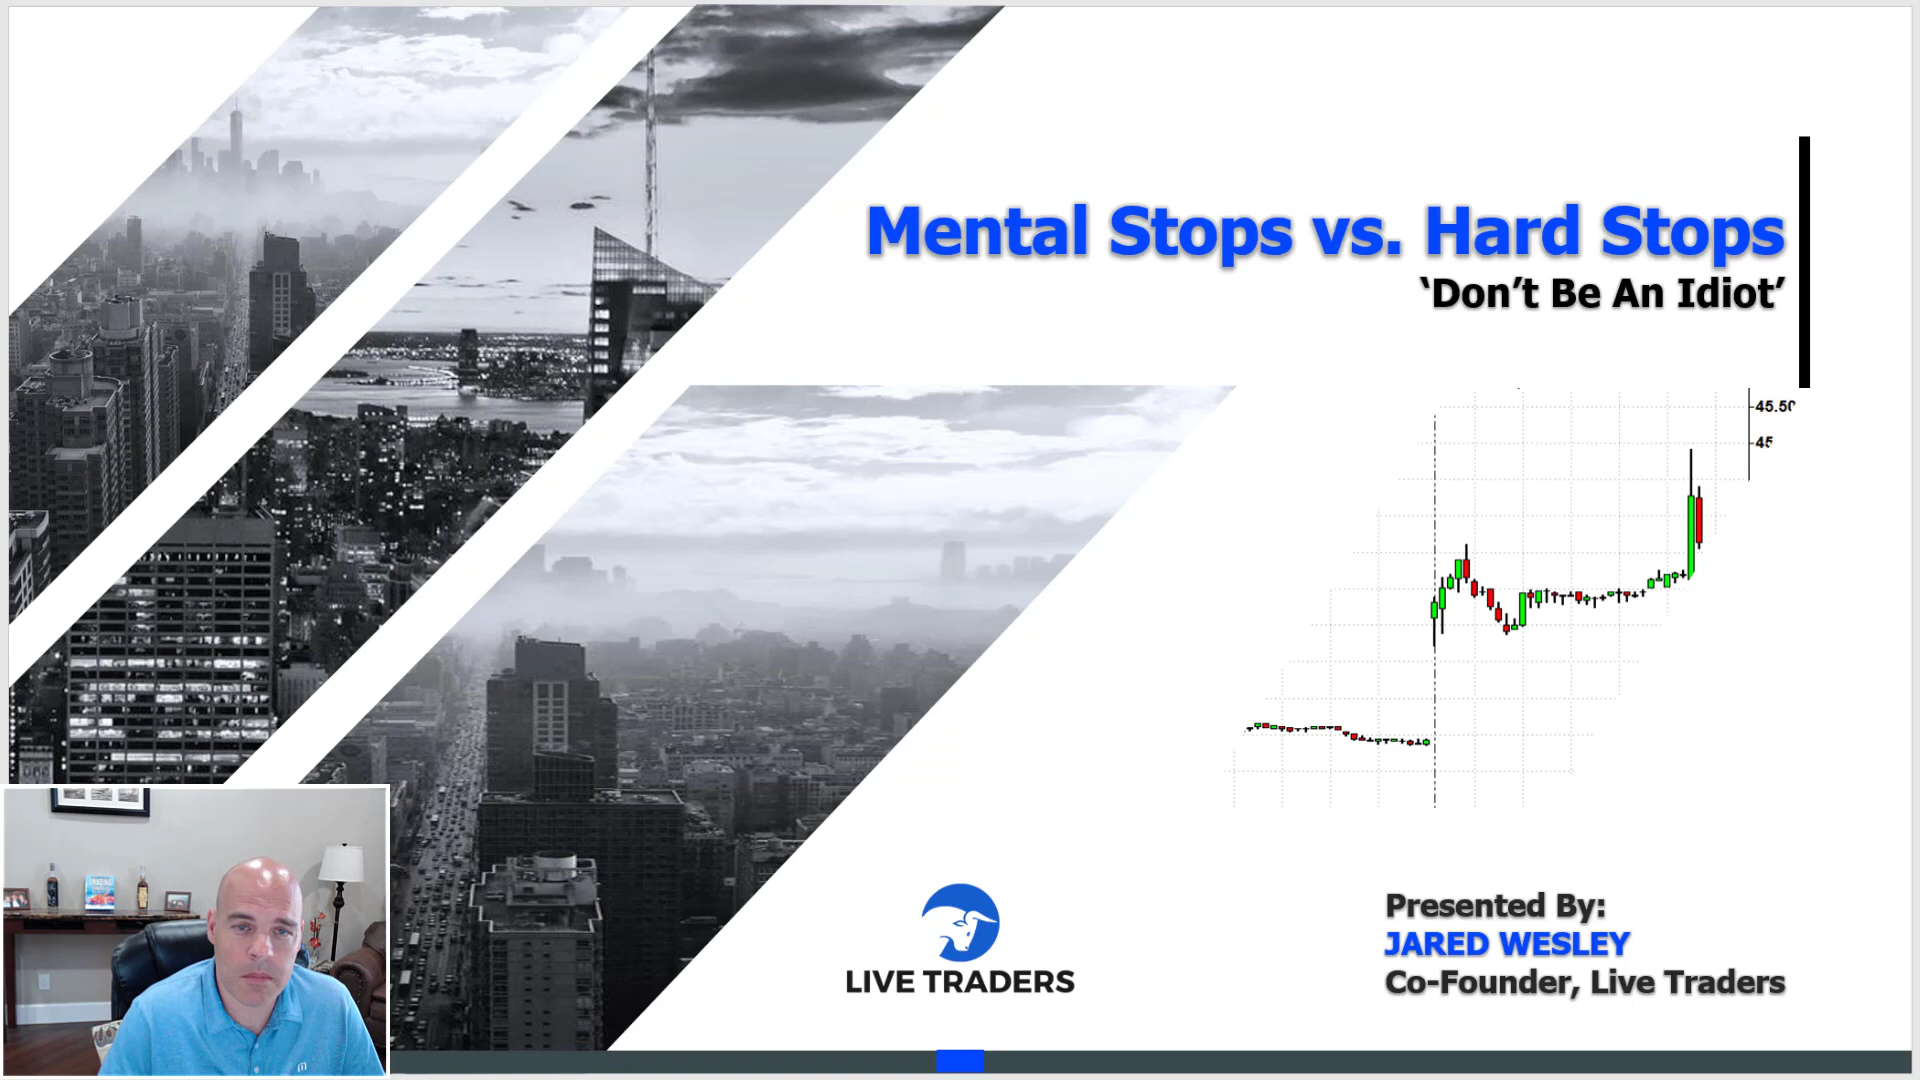 Mental Stops vs. Hard Stops
‘Don’t Be An Idiot’
45.50
45
LIVE TRADERS
Presented By:
JARED WESLEY
Co-Founder, Live Traders